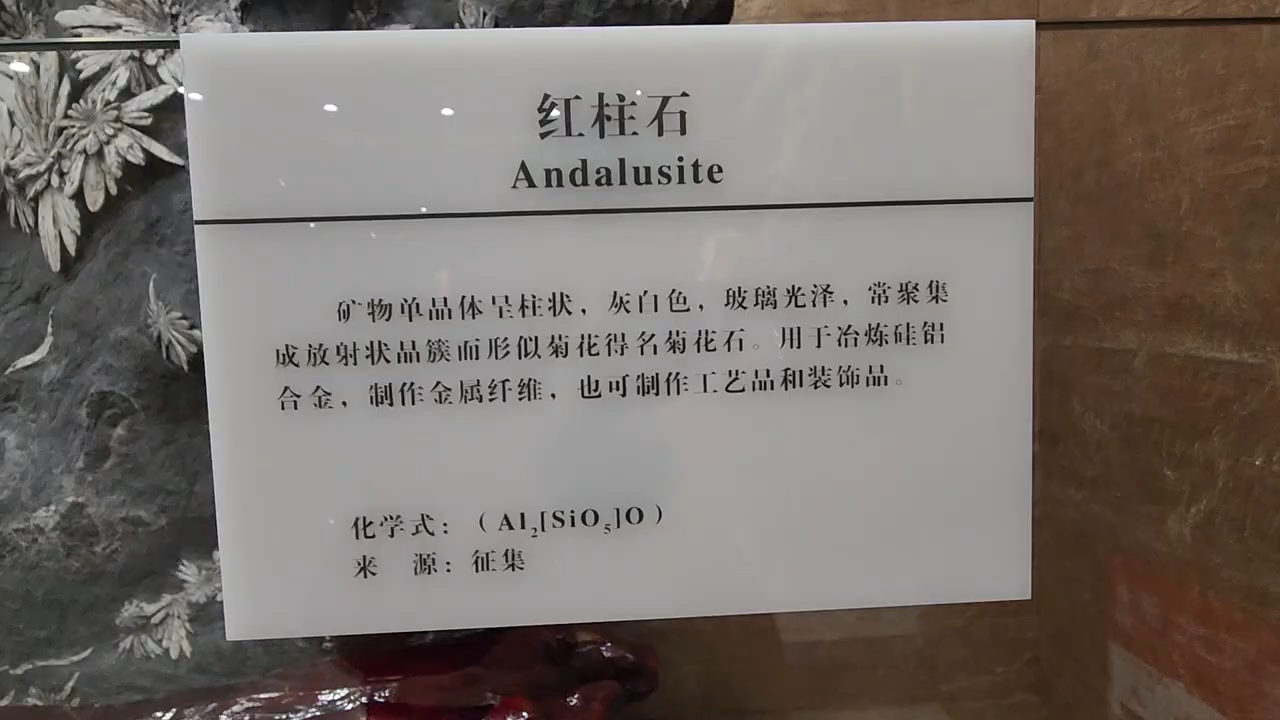 红柱石
Andalusite
矿物单晶体呈柱状，灰白色，玻璃光泽，常聚集
成放射状晶簇而形似菊花得名菊花石。用于冶炼硅铝
合金，制作金属纤维，也可制作工艺品和装饰品。
化学式：（Al₂[SiO₅]O）
来　源：征集